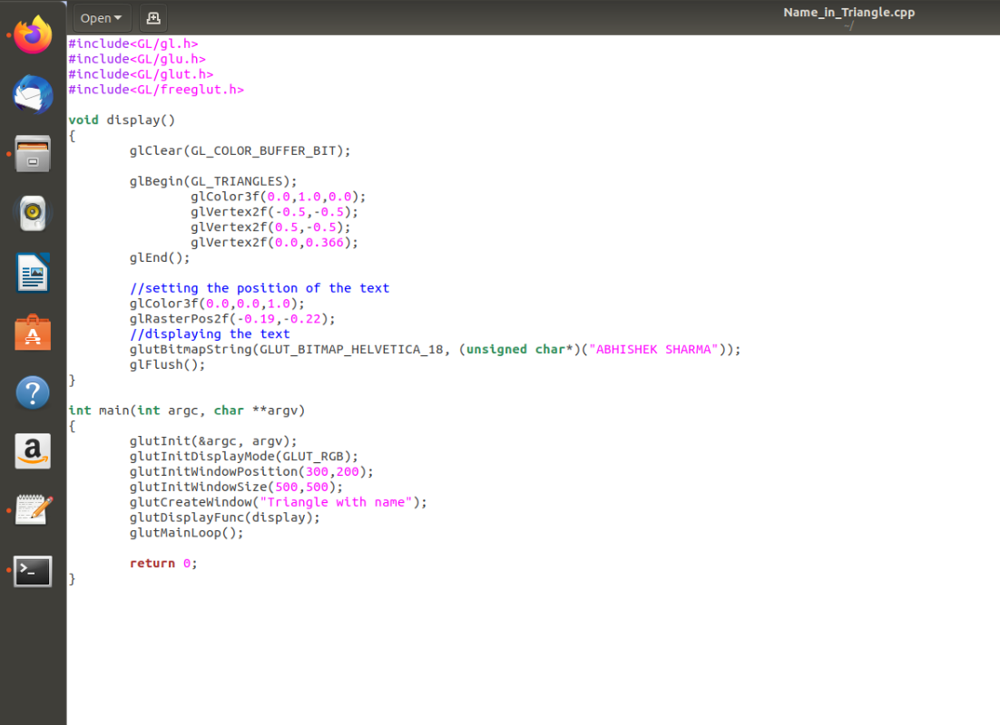 Open
Name_in_Triangle.cpp
~/
#include<GL/gl.h>
#include<GL/glu.h>
#include<GL/glut.h>
#include<GL/freeglut.h>
void display()
{
glClear(GL_COLOR_BUFFER_BIT);
glBegin(GL_TRIANGLES);
glColor3f(0.0,1.0,0.0);
glVertex2f(-0.5,-0.5);
glVertex2f(0.5,-0.5);
glVertex2f(0.0,0.366);
glEnd();
//setting the position of the text
glColor3f(0.0,0.0,1.0);
glRasterPos2f(-0.19,-0.22);
//displaying the text
glutBitmapString(GLUT_BITMAP_HELVETICA_18, (unsigned char*)("ABHISHEK SHARMA"));
glFlush();
}
int main(int argc, char **argv)
{
glutInit(&argc, argv);
glutInitDisplayMode(GLUT_RGB);
glutInitWindowPosition(300,200);
glutInitWindowSize(500,500);
glutCreateWindow("Triangle with name");
glutDisplayFunc(display);
glutMainLoop();
return 0;
}